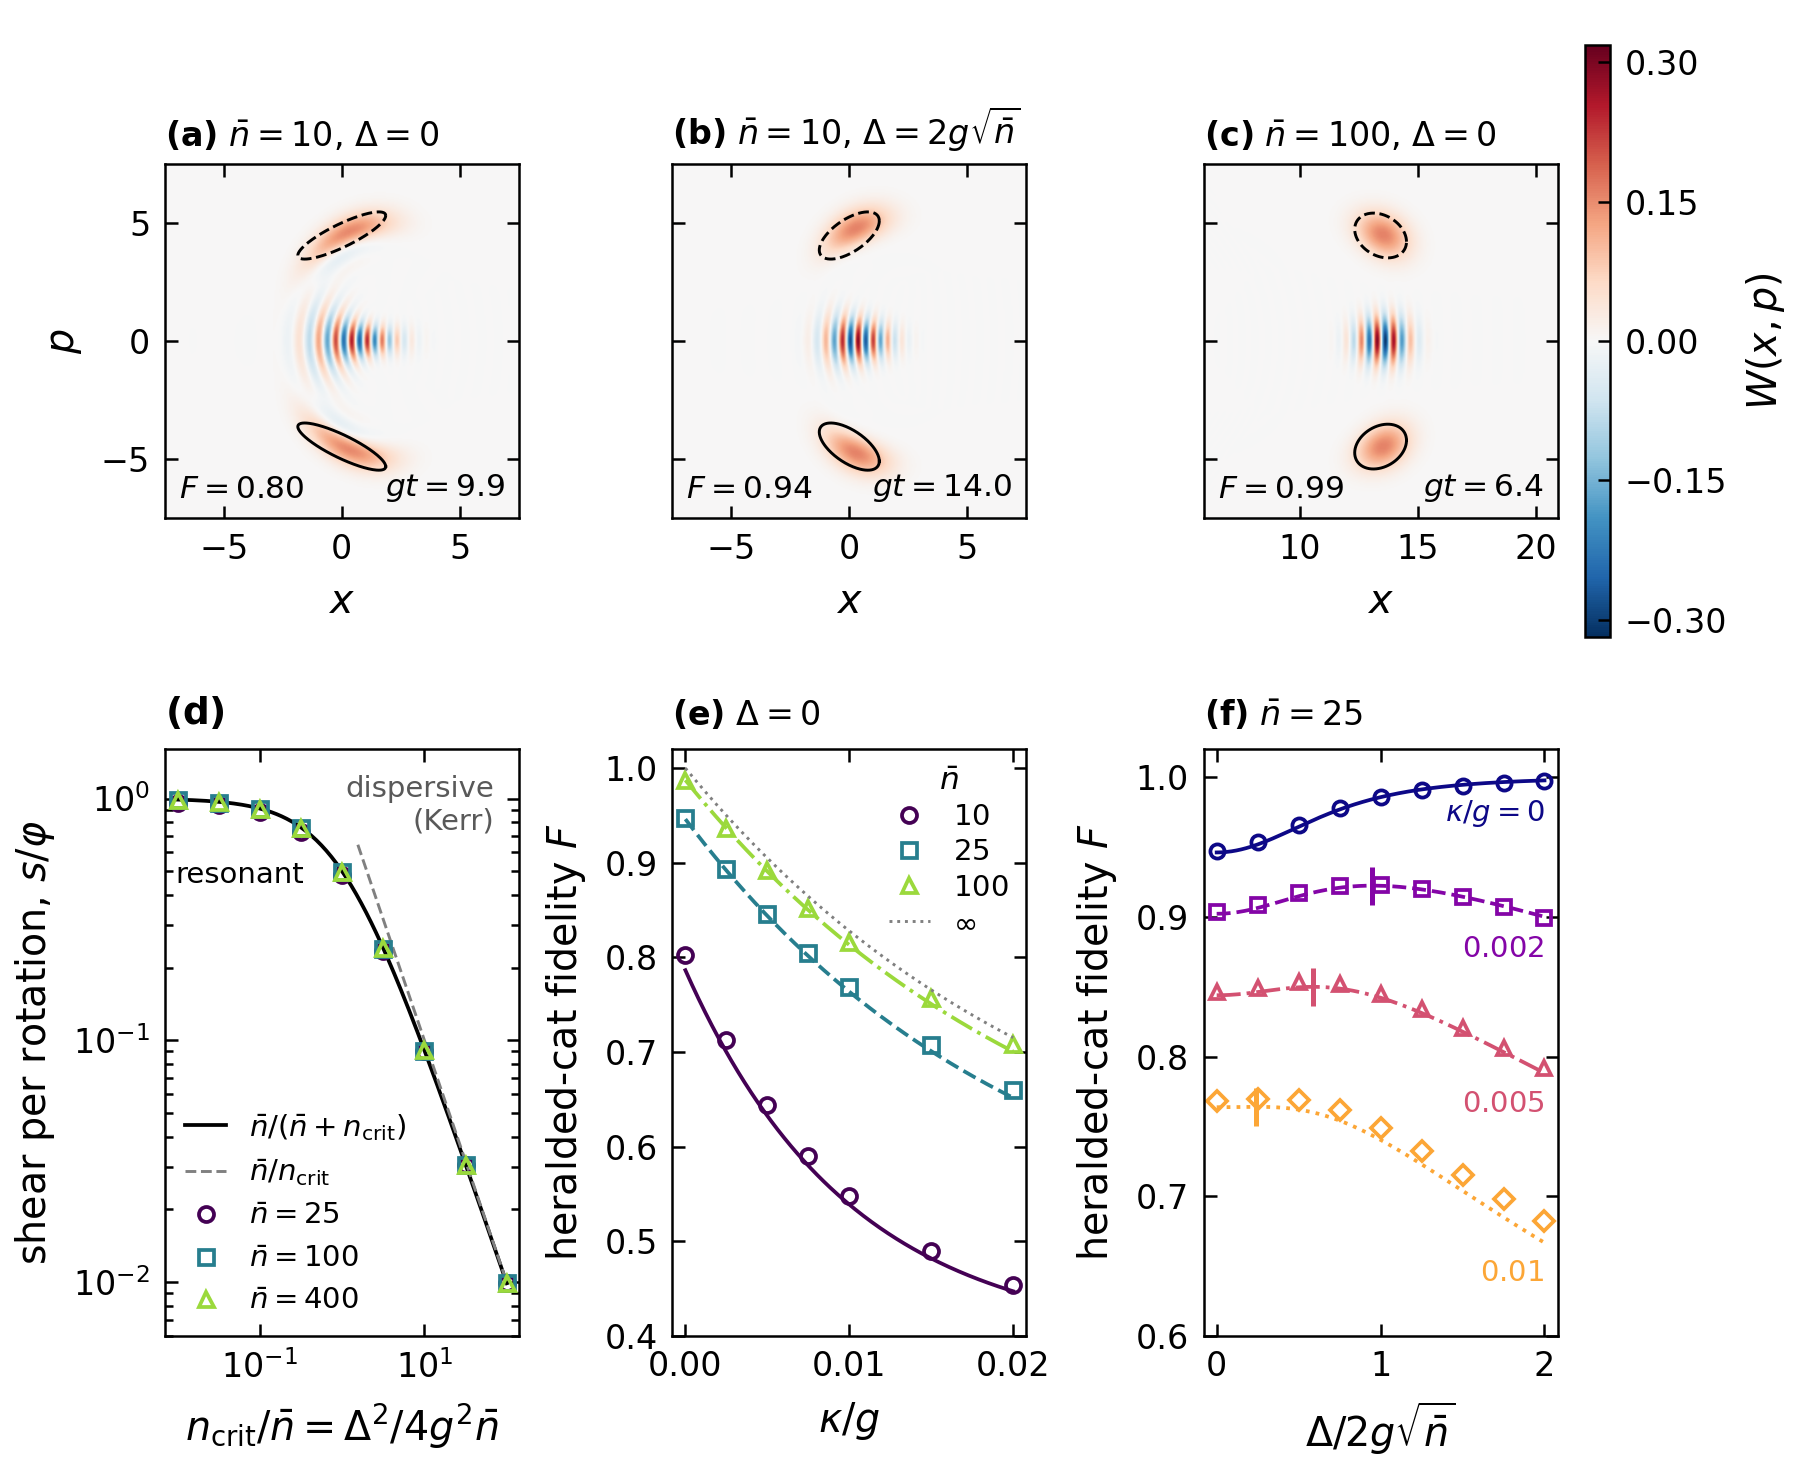 (a) n̄ = 10, Δ = 0
(b) n̄ = 10, Δ = 2g√n̄
(c) n̄ = 100, Δ = 0
5
0
−5
p
F = 0.80
gt = 9.9
F = 0.94
gt = 14.0
F = 0.99
gt = 6.4
−5
0
5
x
−5
0
5
x
10
15
20
x
0.30
0.15
0.00
−0.15
−0.30
W(x, p)
(d)
10⁰
10⁻¹
10⁻²
shear per rotation, s/φ
dispersive
(Kerr)
resonant
n̄/(n̄ + n_crit)
n̄/n_crit
n̄ = 25
n̄ = 100
n̄ = 400
10⁻¹
10¹
n_crit/n̄ = Δ²/4g²n̄
(e) Δ = 0
1.0
0.9
0.8
0.7
0.6
0.5
0.4
heralded-cat fidelity F
n̄
10
25
100
∞
0.00
0.01
0.02
κ/g
(f) n̄ = 25
1.0
0.9
0.8
0.7
0.6
heralded-cat fidelity F
κ/g = 0
0.002
0.005
0.01
0
1
2
Δ/2g√n̄